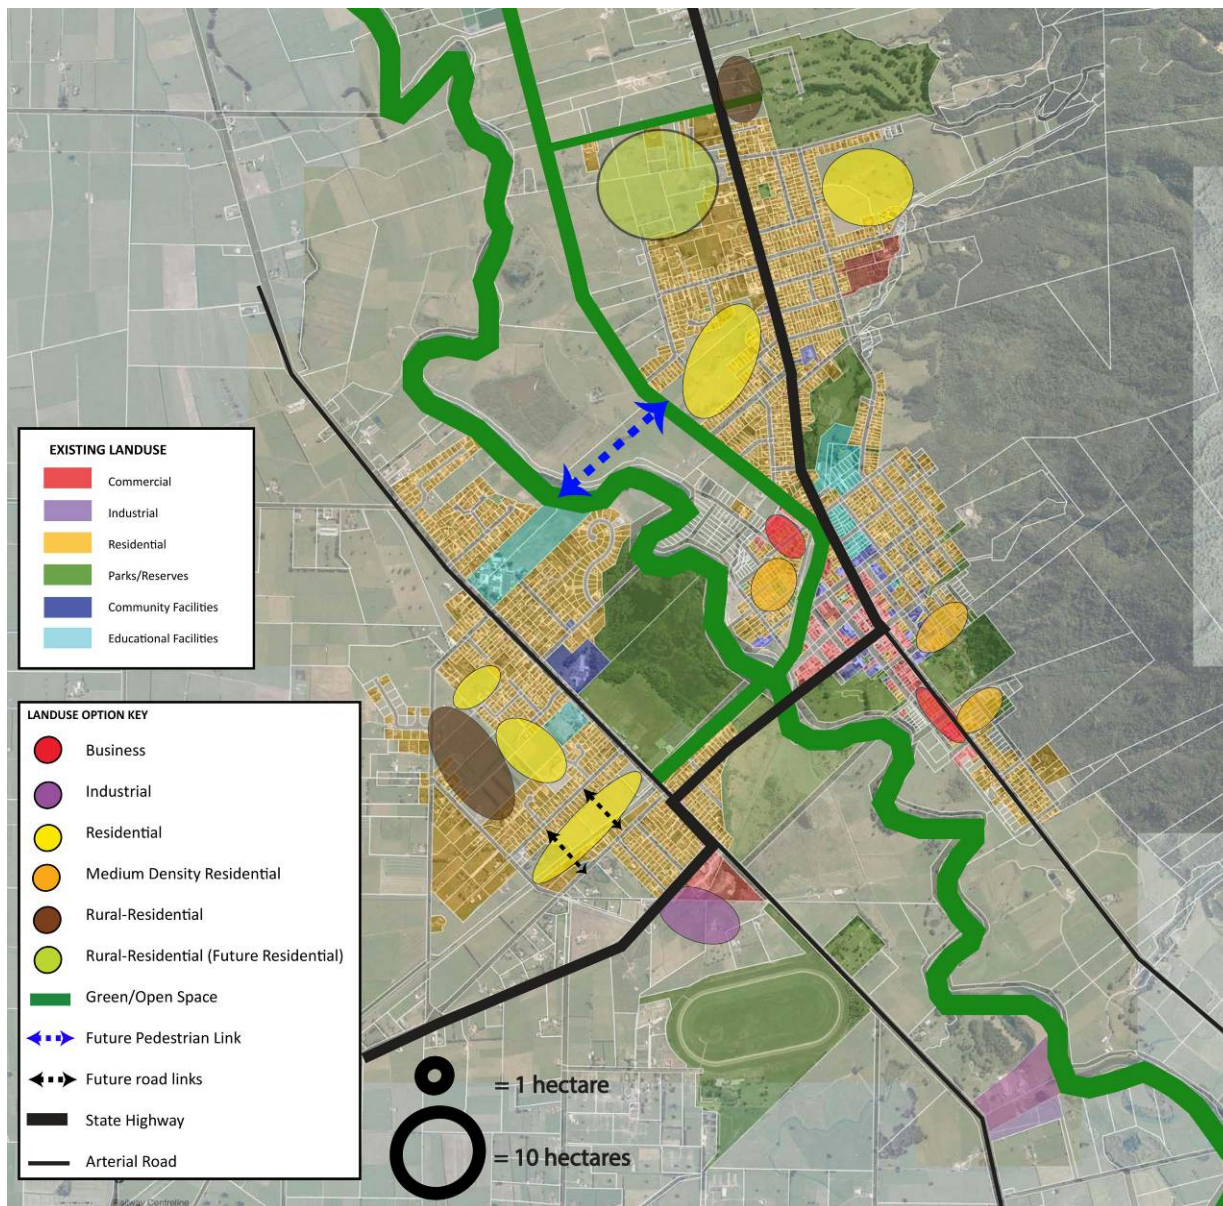 EXISTING LANDUSE
Commercial
Industrial
Residential
Parks/Reserves
Community Facilities
Educational Facilities
LANDUSE OPTION KEY
Business
Industrial
Residential
Medium Density Residential
Rural-Residential
Rural-Residential (Future Residential)
Green/Open Space
Future Pedestrian Link
Future road links
State Highway
Arterial Road
= 1 hectare
= 10 hectares
Railway Centreline